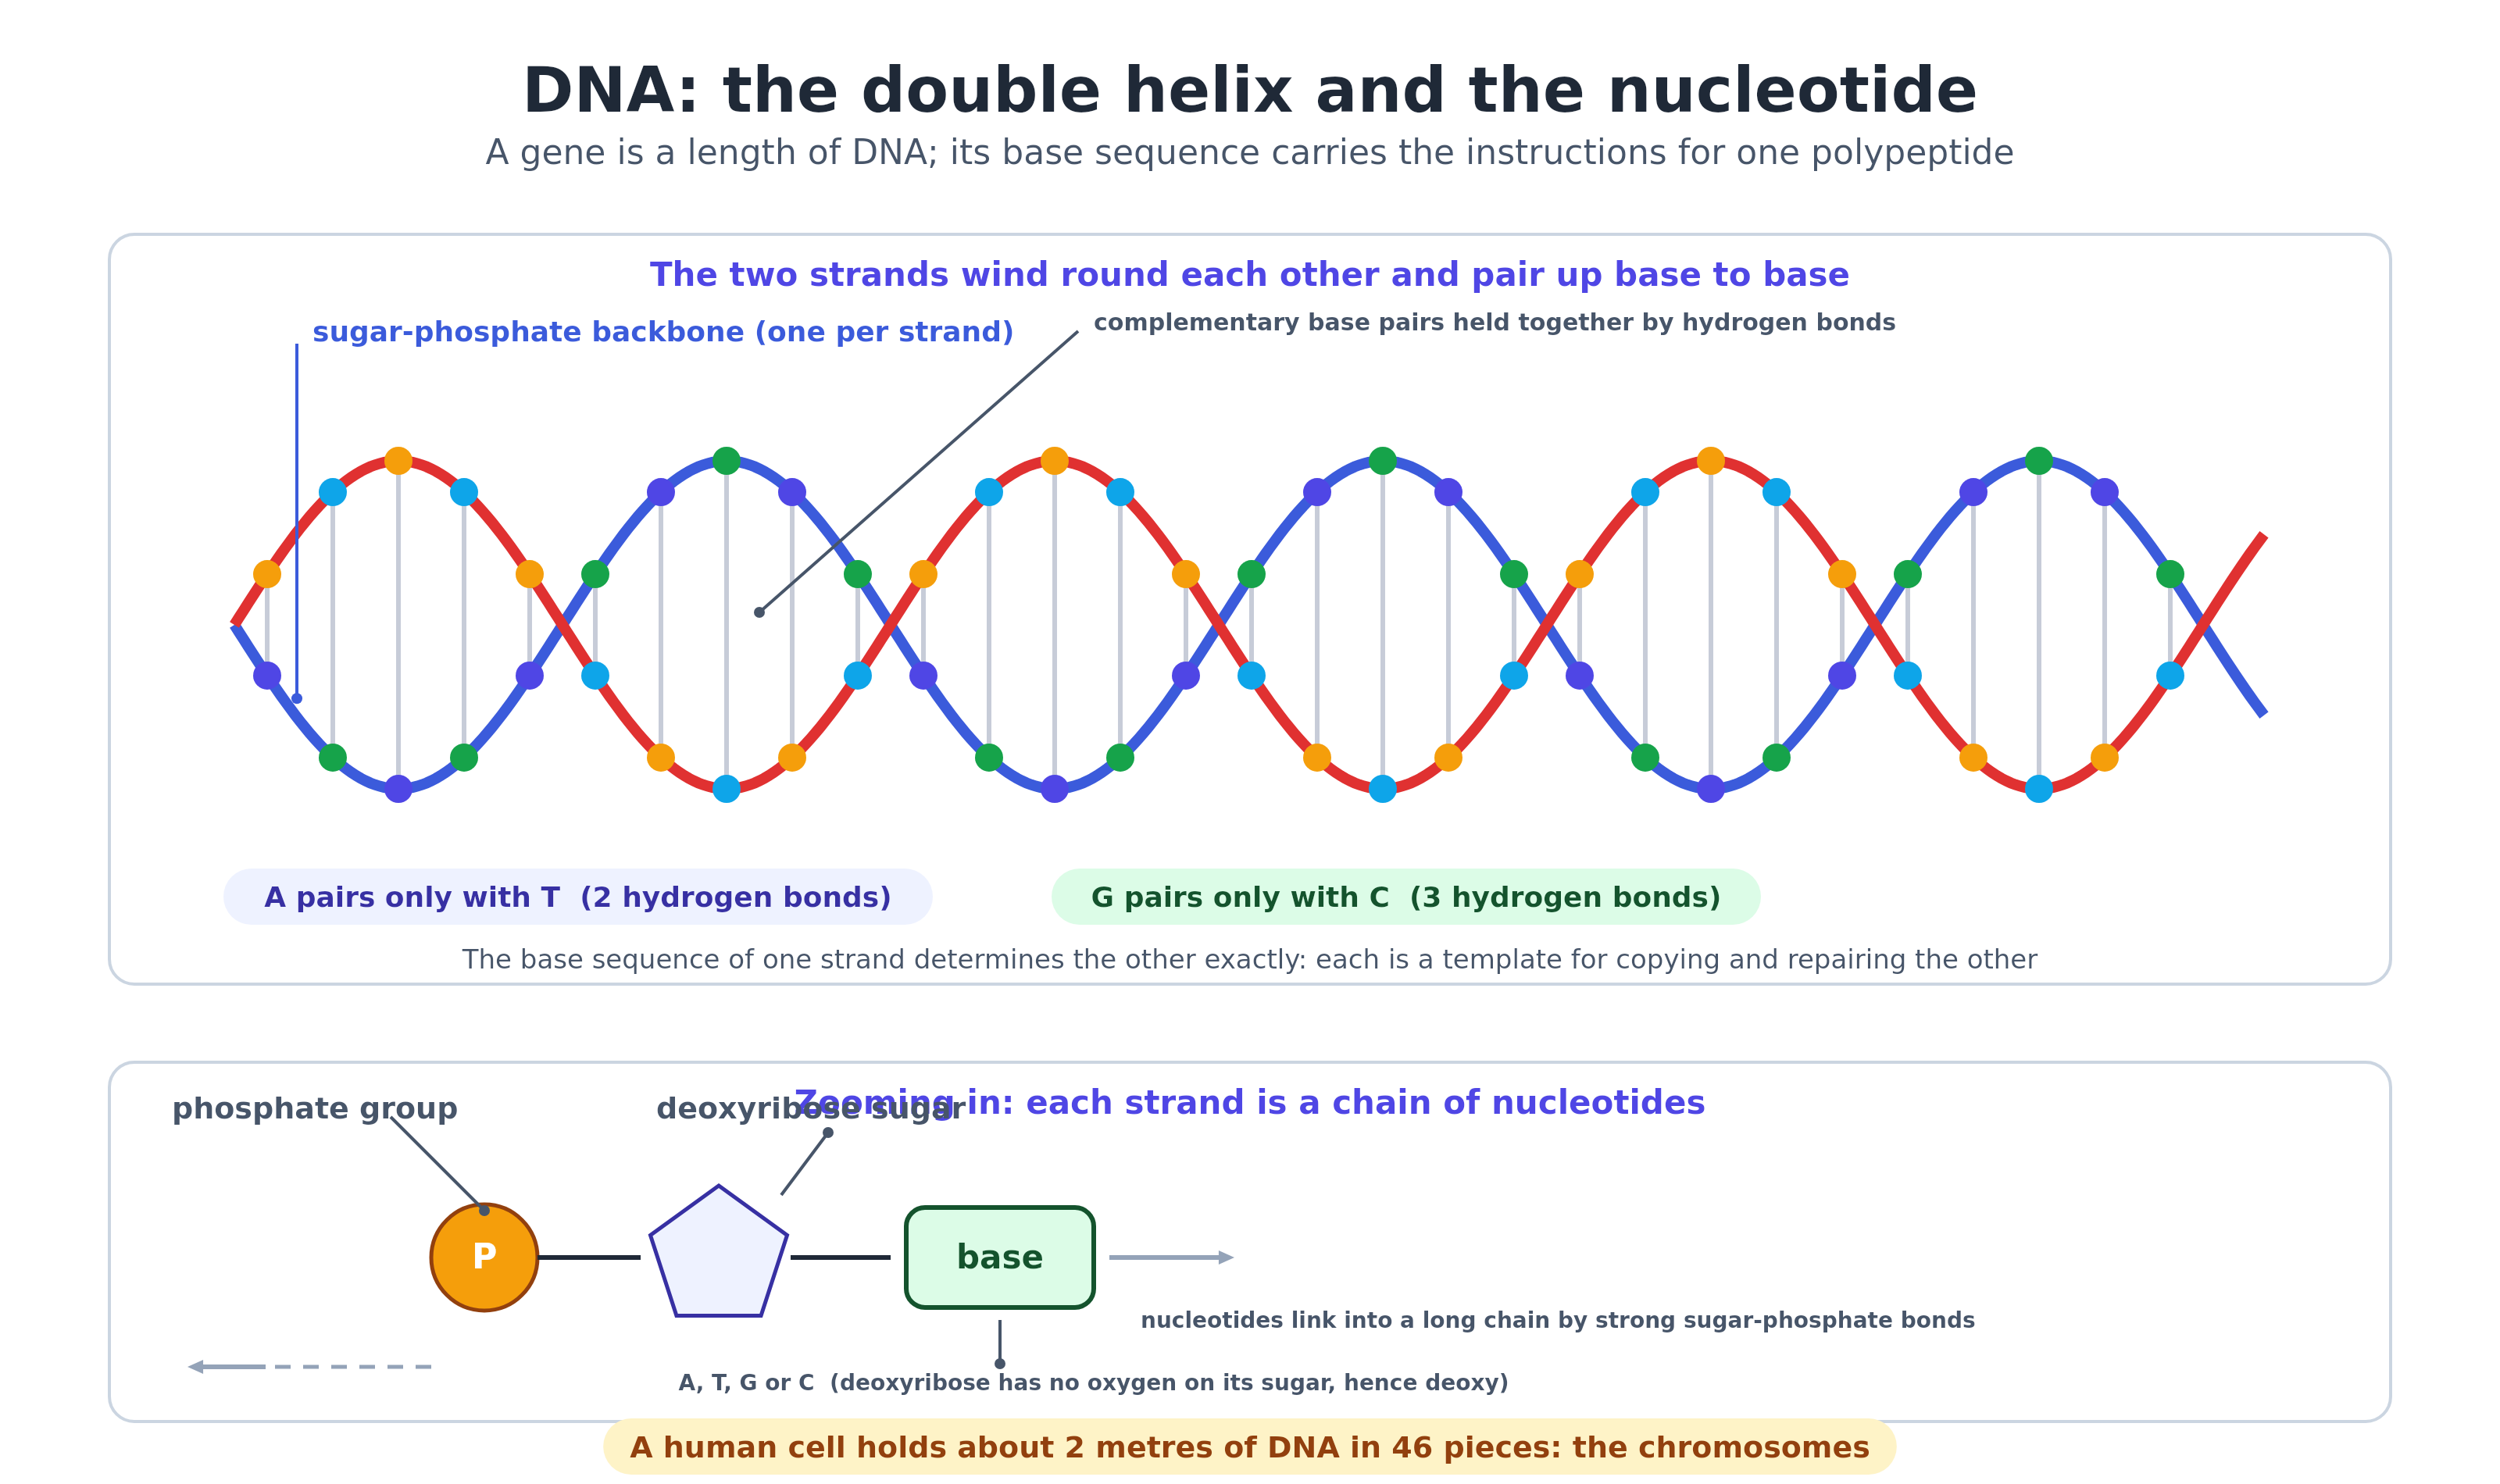 DNA: the double helix and the nucleotide
A gene is a length of DNA; its base sequence carries the instructions for one polypeptide
The two strands wind round each other and pair up base to base
sugar-phosphate backbone (one per strand)
complementary base pairs held together by hydrogen bonds
A pairs only with T (2 hydrogen bonds)
G pairs only with C (3 hydrogen bonds)
The base sequence of one strand determines the other exactly: each is a template for copying and repairing the other
Zooming in: each strand is a chain of nucleotides
phosphate group
deoxyribose sugar
P
base
nucleotides link into a long chain by strong sugar-phosphate bonds
A, T, G or C (deoxyribose has no oxygen on its sugar, hence deoxy)
A human cell holds about 2 metres of DNA in 46 pieces: the chromosomes